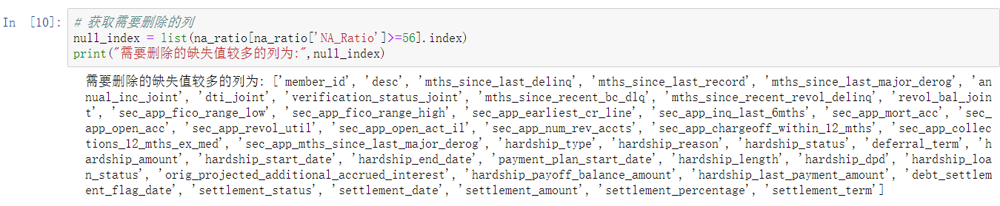 In [10]: # 获取需要删除的列
null_index = list(na_ratio[na_ratio['NA_Ratio']>=56].index)
print("需要删除的缺失值较多的列为:",null_index)
需要删除的缺失值较多的列为: ['member_id', 'desc', 'mths_since_last_delinq', 'mths_since_last_record', 'mths_since_last_major_derog', 'an
nual_inc_joint', 'dti_joint', 'verification_status_joint', 'mths_since_recent_bc_dlq', 'mths_since_recent_revol_delinq', 'revol_bal_join
t', 'sec_app_fico_range_low', 'sec_app_fico_range_high', 'sec_app_earliest_cr_line', 'sec_app_inq_last_6mths', 'sec_app_mort_acc', 'sec_
app_open_acc', 'sec_app_revol_util', 'sec_app_open_act_il', 'sec_app_num_rev_accts', 'sec_app_chargeoff_within_12_mths', 'sec_app_collec
tions_12_mths_ex_med', 'sec_app_mths_since_last_major_derog', 'hardship_type', 'hardship_reason', 'hardship_status', 'deferral_term', 'h
ardship_amount', 'hardship_start_date', 'hardship_end_date', 'payment_plan_start_date', 'hardship_length', 'hardship_dpd', 'hardship_loa
n_status', 'orig_projected_additional_accrued_interest', 'hardship_payoff_balance_amount', 'hardship_last_payment_amount', 'debt_settlem
ent_flag_date', 'settlement_status', 'settlement_date', 'settlement_amount', 'settlement_percentage', 'settlement_term']